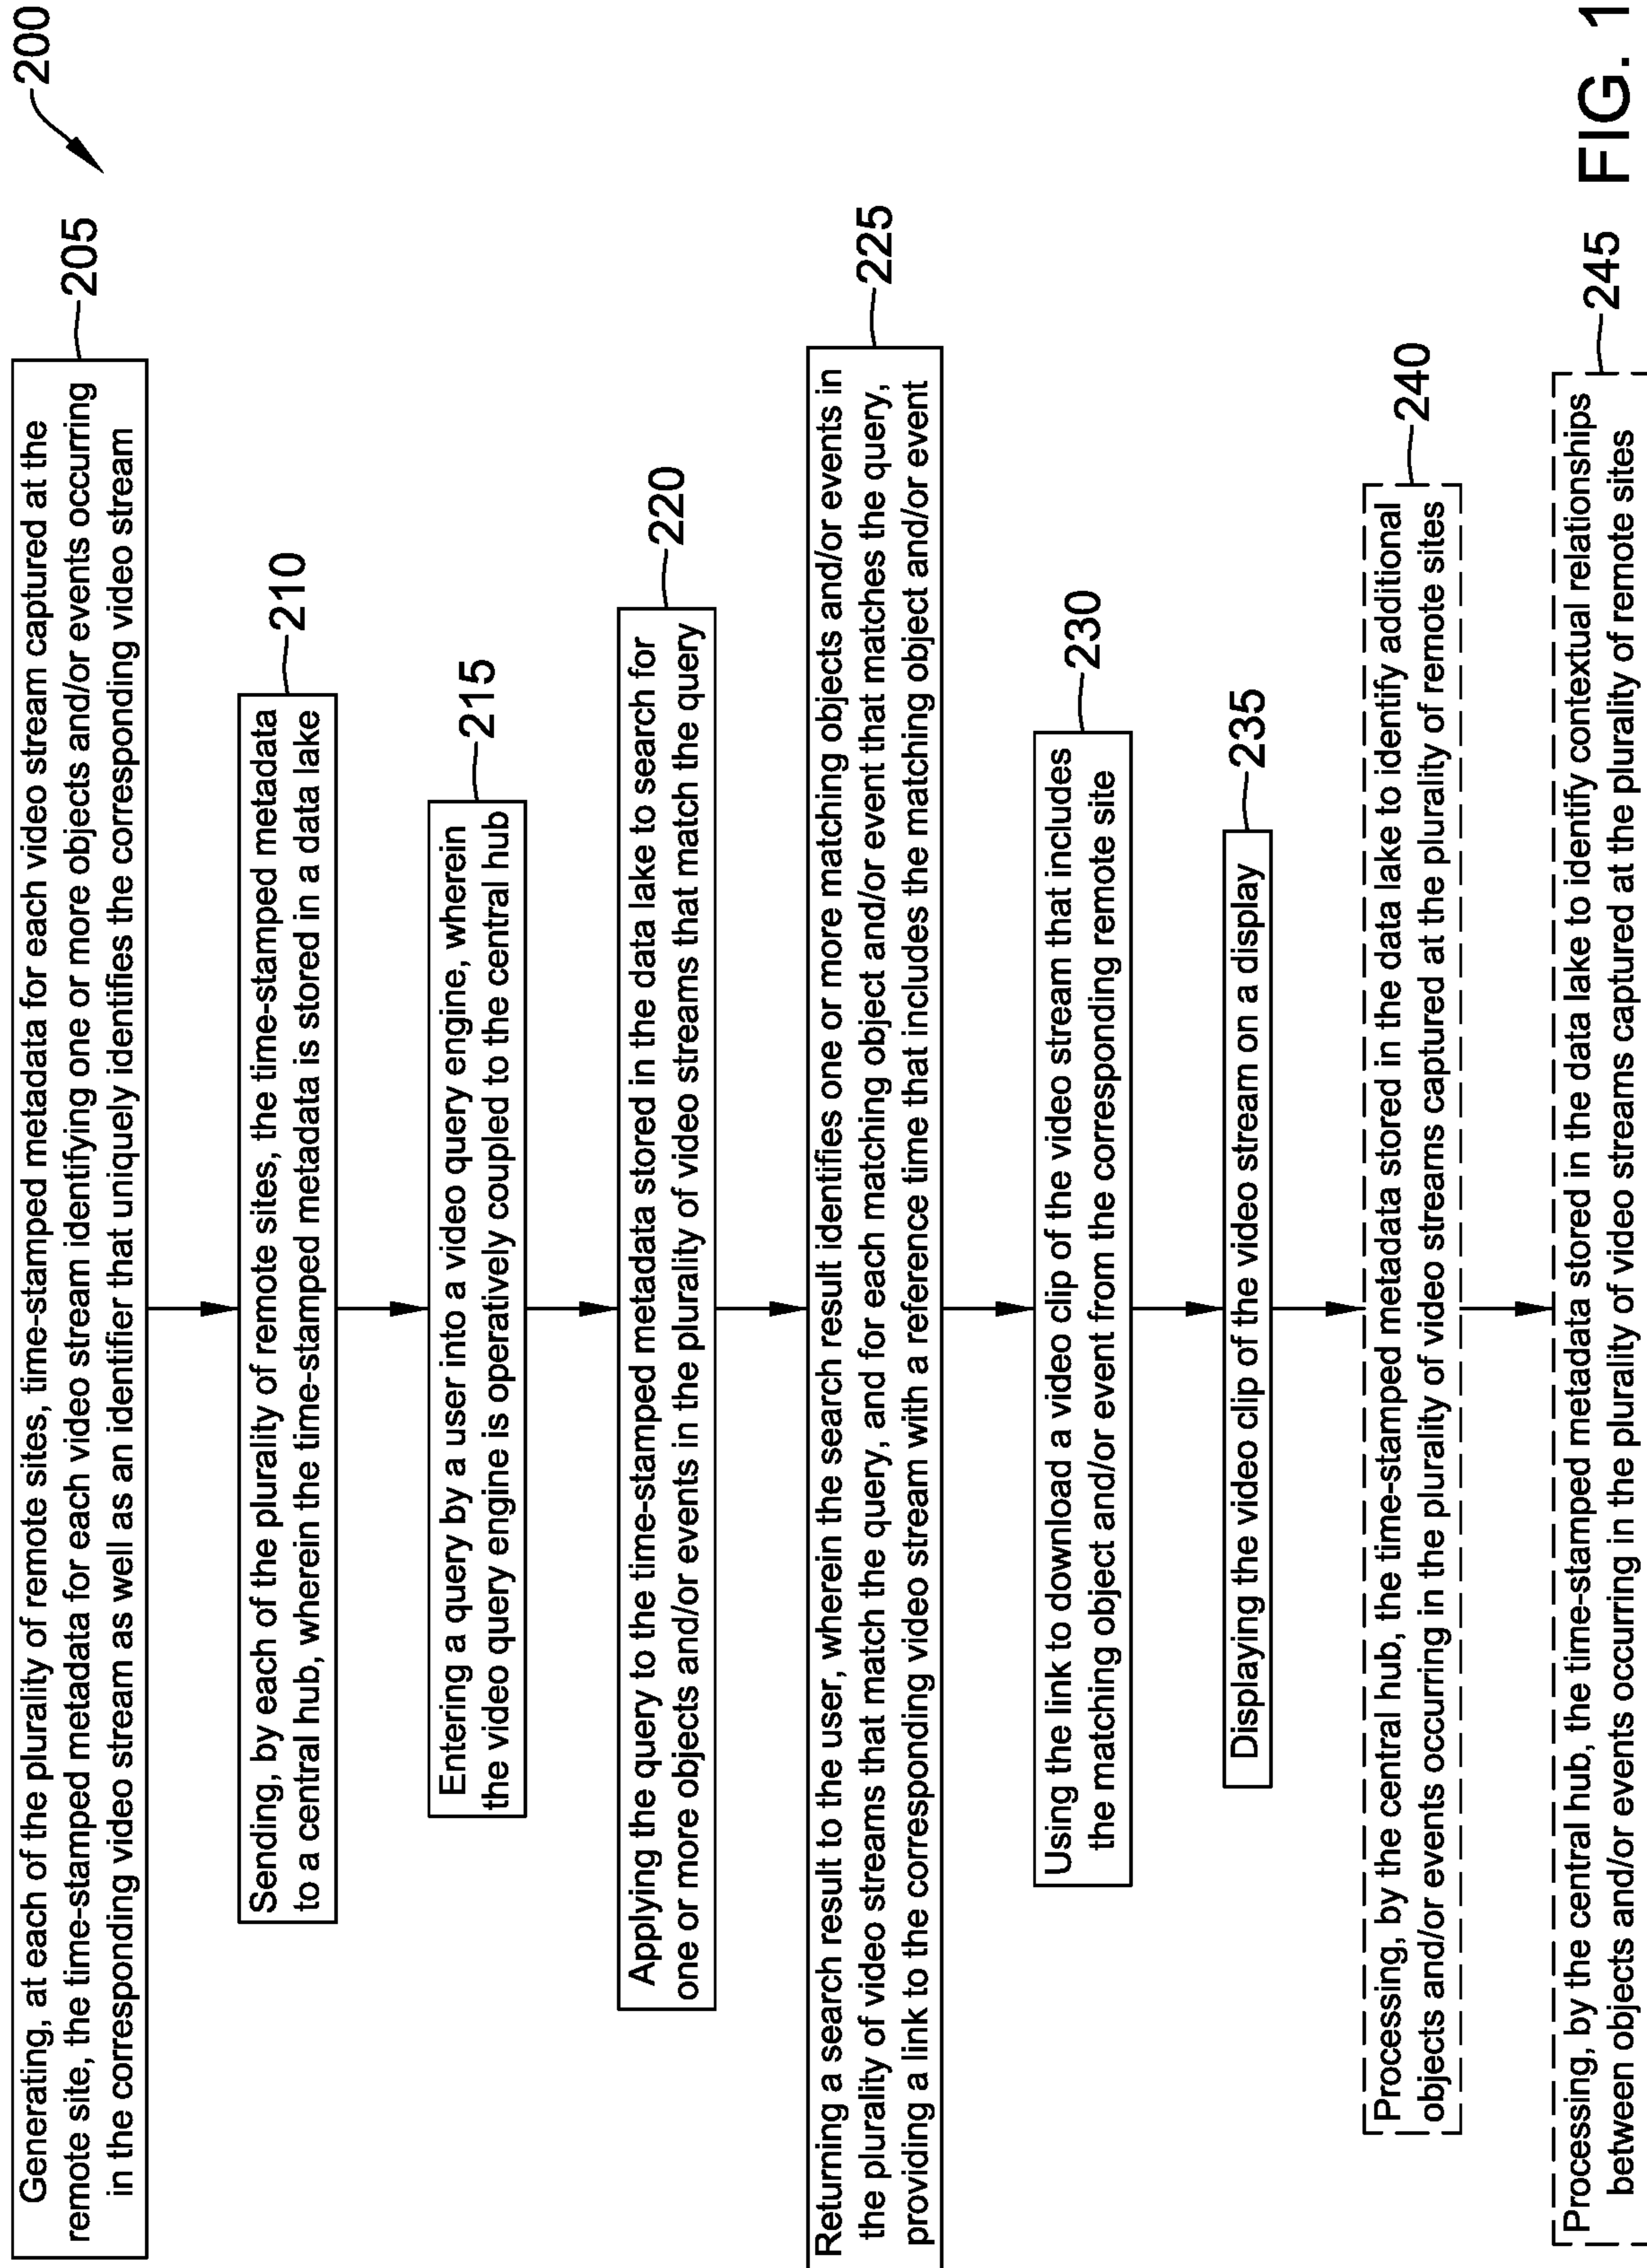 200
Generating, at each of the plurality of remote sites, time-stamped metadata for each video stream captured at the
remote site, the time-stamped metadata for each video stream identifying one or more objects and/or events occurring
in the corresponding video stream as well as an identifier that uniquely identifies the corresponding video stream
205
Sending, by each of the plurality of remote sites, the time-stamped metadata
to a central hub, wherein the time-stamped metadata is stored in a data lake
210
Entering a query by a user into a video query engine, wherein
the video query engine is operatively coupled to the central hub
215
Applying the query to the time-stamped metadata stored in the data lake to search for
one or more objects and/or events in the plurality of video streams that match the query
220
Returning a search result to the user, wherein the search result identifies one or more matching objects and/or events in
the plurality of video streams that match the query, and for each matching object and/or event that matches the query,
providing a link to the corresponding video stream with a reference time that includes the matching object and/or event
225
Using the link to download a video clip of the video stream that includes
the matching object and/or event from the corresponding remote site
230
Displaying the video clip of the video stream on a display
235
Processing, by the central hub, the time-stamped metadata stored in the data lake to identify additional
objects and/or events occurring in the plurality of video streams captured at the plurality of remote sites
240
Processing, by the central hub, the time-stamped metadata stored in the data lake to identify contextual relationships
between objects and/or events occurring in the plurality of video streams captured at the plurality of remote sites
245
FIG. 1